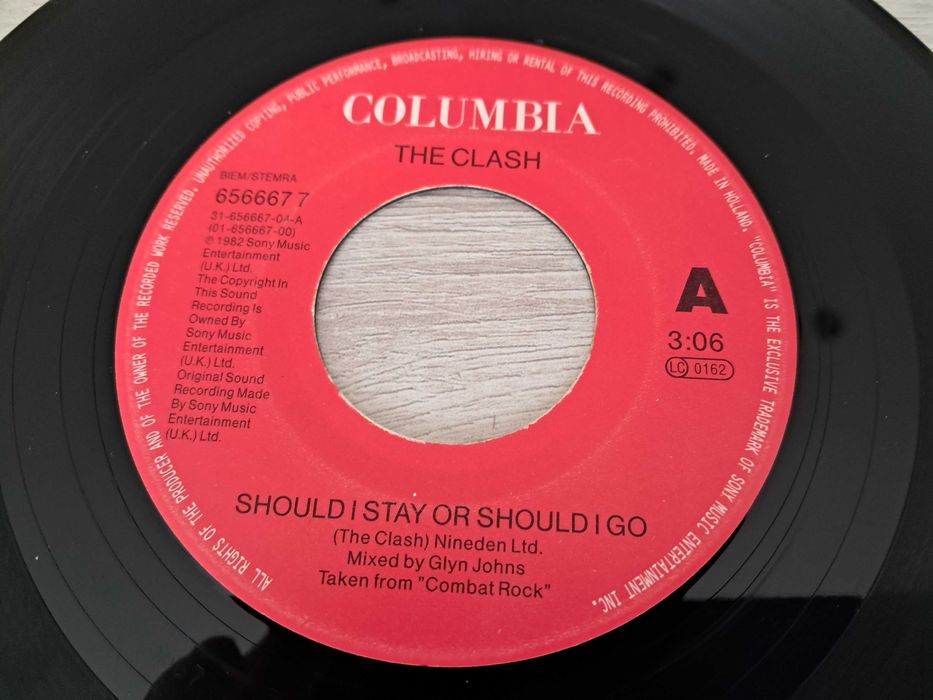 ALL RIGHTS OF THE PRODUCER AND OF THE OWNER OF THE RECORDED WORK RESERVED. UNAUTHORIZED COPYING, PUBLIC PERFORMANCE, BROADCASTING, HIRING OR RENTAL OF THIS RECORDING PROHIBITED. MADE IN HOLLAND. "COLUMBIA" IS THE EXCLUSIVE TRADEMARK OF SONY MUSIC ENTERTAINMENT INC.
COLUMBIA
THE CLASH
BIEM/STEMRA
656667 7
31-656667-0A-A
(01-656667-00)
℗ 1982 Sony Music
Entertainment
(U.K.) Ltd.
The Copyright In
This Sound
Recording Is
Owned By
Sony Music
Entertainment
(U.K.) Ltd.
Original Sound
Recording Made
By Sony Music
Entertainment
(U.K.) Ltd.
A
3:06
LC 0162
SHOULD I STAY OR SHOULD I GO
(The Clash) Nineden Ltd.
Mixed by Glyn Johns
Taken from "Combat Rock"